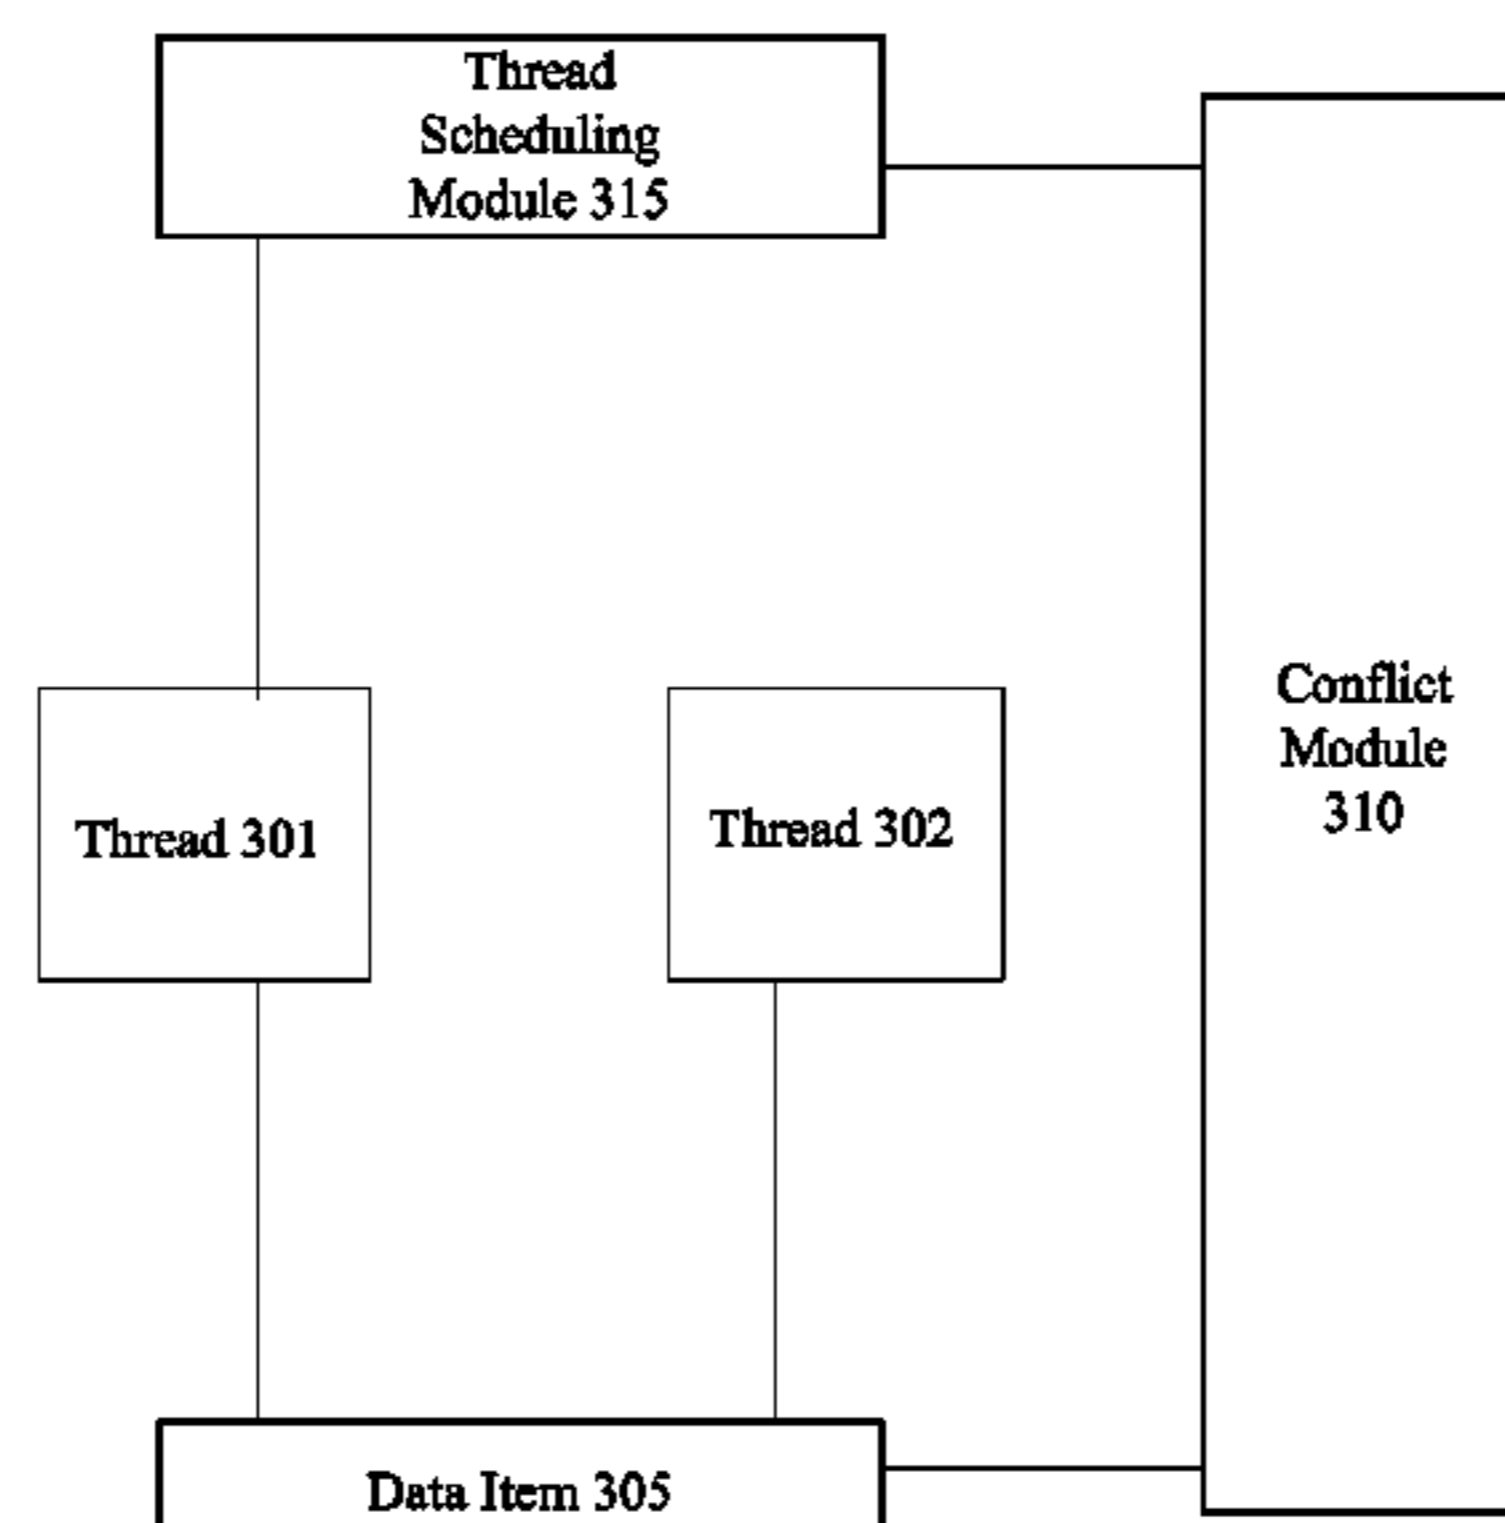 Thread
Scheduling
Module 315
Thread 301
Thread 302
Conflict
Module
310
Data Item 305